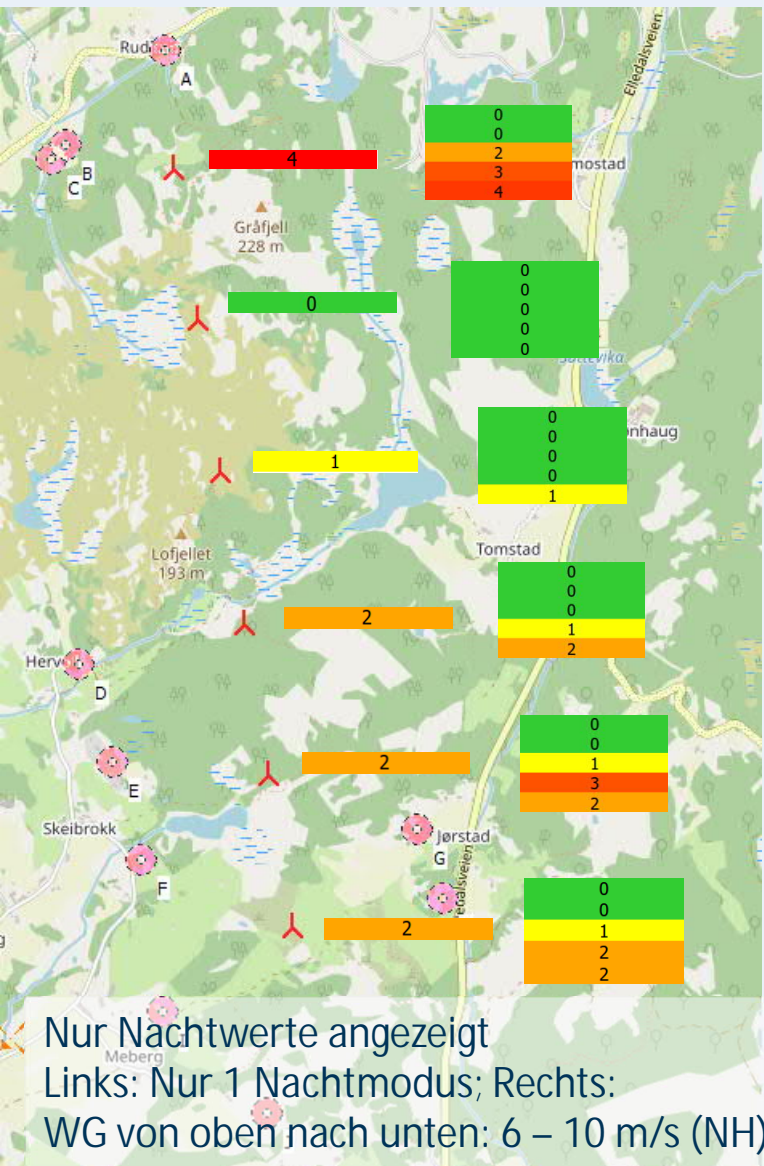 Rud
A
Elledalsveien
B
C
4
0
0
2
3
4
mostad
Gråfjell
228 m
0
0
0
0
0
0
Sættevika
0
0
0
0
1
nhaug
1
Lofjellet
193 m
Tomstad
0
0
0
1
2
2
Herv
D
0
0
1
3
2
2
E
Skeibrokk
Jørstad
G
F
edalsveien
0
0
1
2
2
2
g
Nur Nachtwerte angezeigt
Meberg
Links: Nur 1 Nachtmodus; Rechts:
WG von oben nach unten: 6 – 10 m/s (NH)